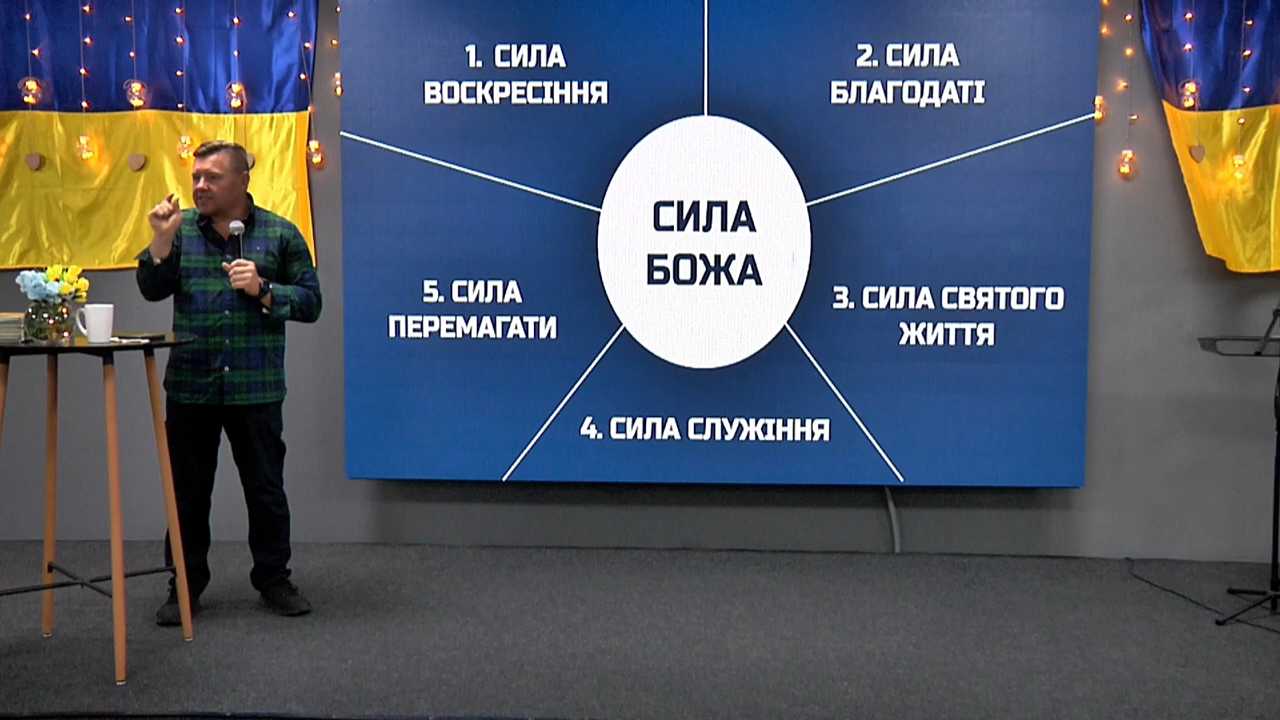 1. СИЛА
ВОСКРЕСІННЯ
2. СИЛА
БЛАГОДАТІ
СИЛА
БОЖА
3. СИЛА СВЯТОГО
ЖИТТЯ
4. СИЛА СЛУЖІННЯ
5. СИЛА
ПЕРЕМАГАТИ